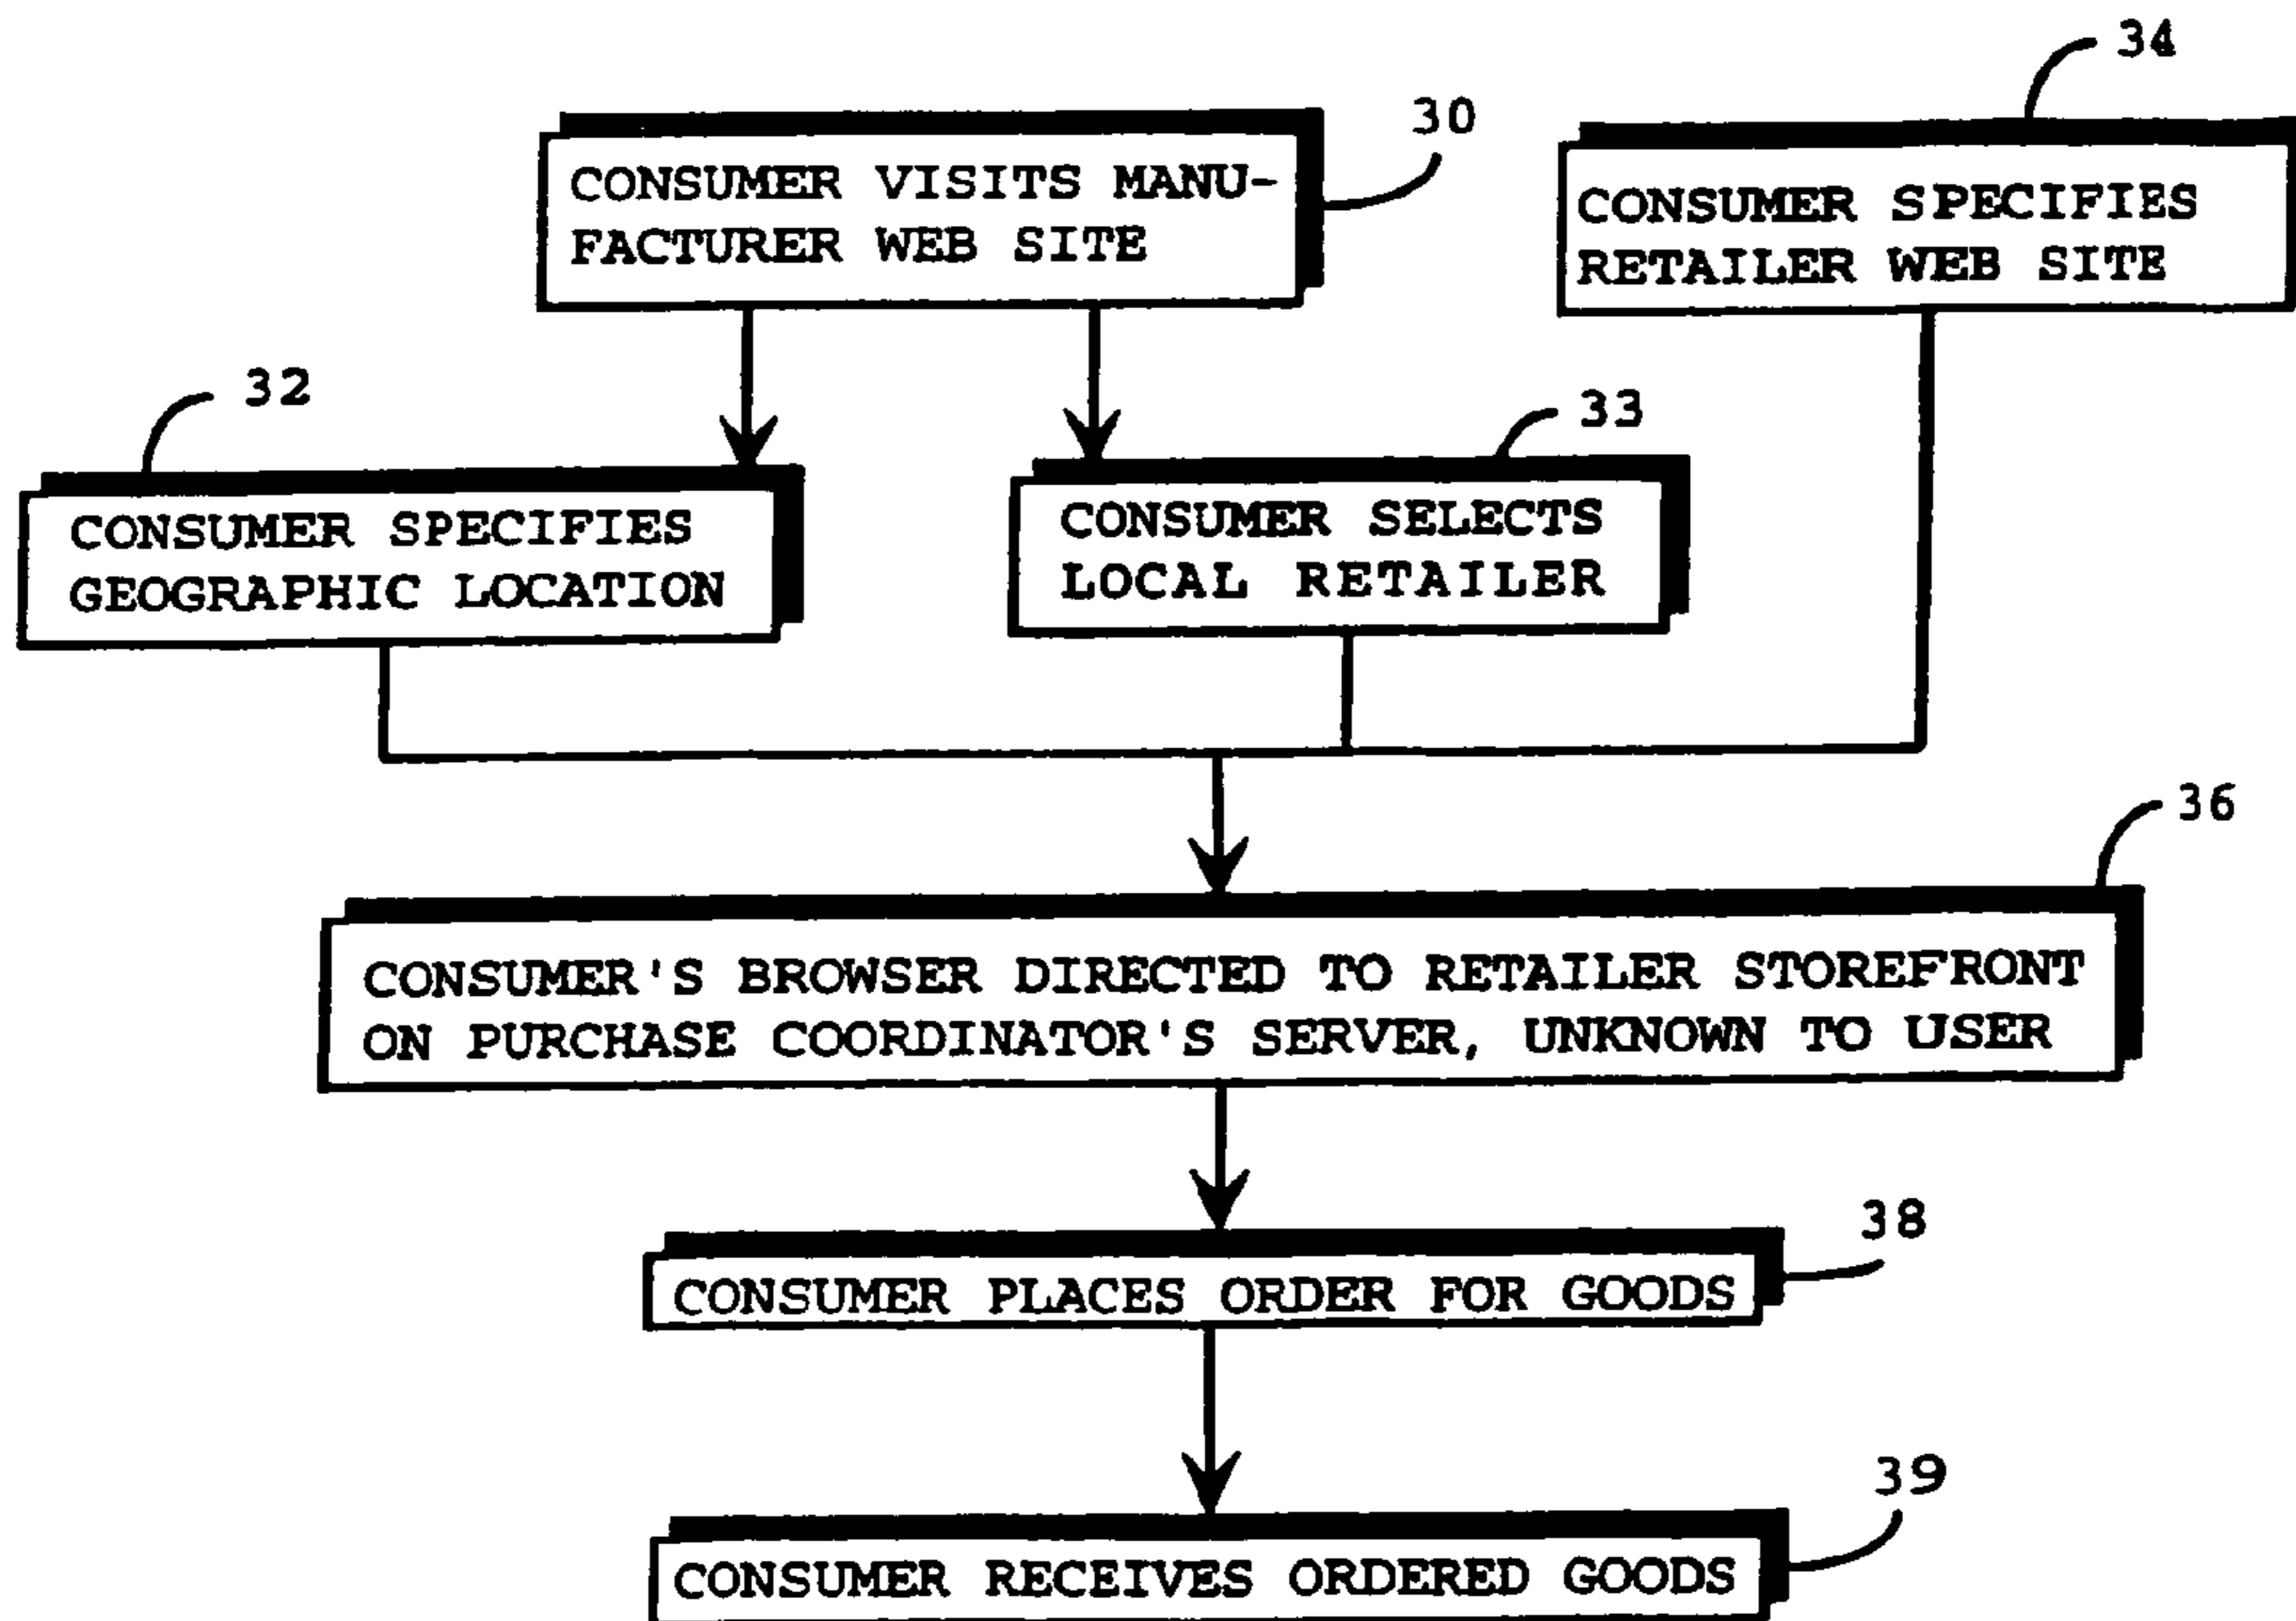 34
30
CONSUMER VISITS MANU-
FACTURER WEB SITE
CONSUMER SPECIFIES
RETAILER WEB SITE
32
33
CONSUMER SPECIFIES
GEOGRAPHIC LOCATION
CONSUMER SELECTS
LOCAL RETAILER
36
CONSUMER'S BROWSER DIRECTED TO RETAILER STOREFRONT
ON PURCHASE COORDINATOR'S SERVER, UNKNOWN TO USER
38
CONSUMER PLACES ORDER FOR GOODS
39
CONSUMER RECEIVES ORDERED GOODS